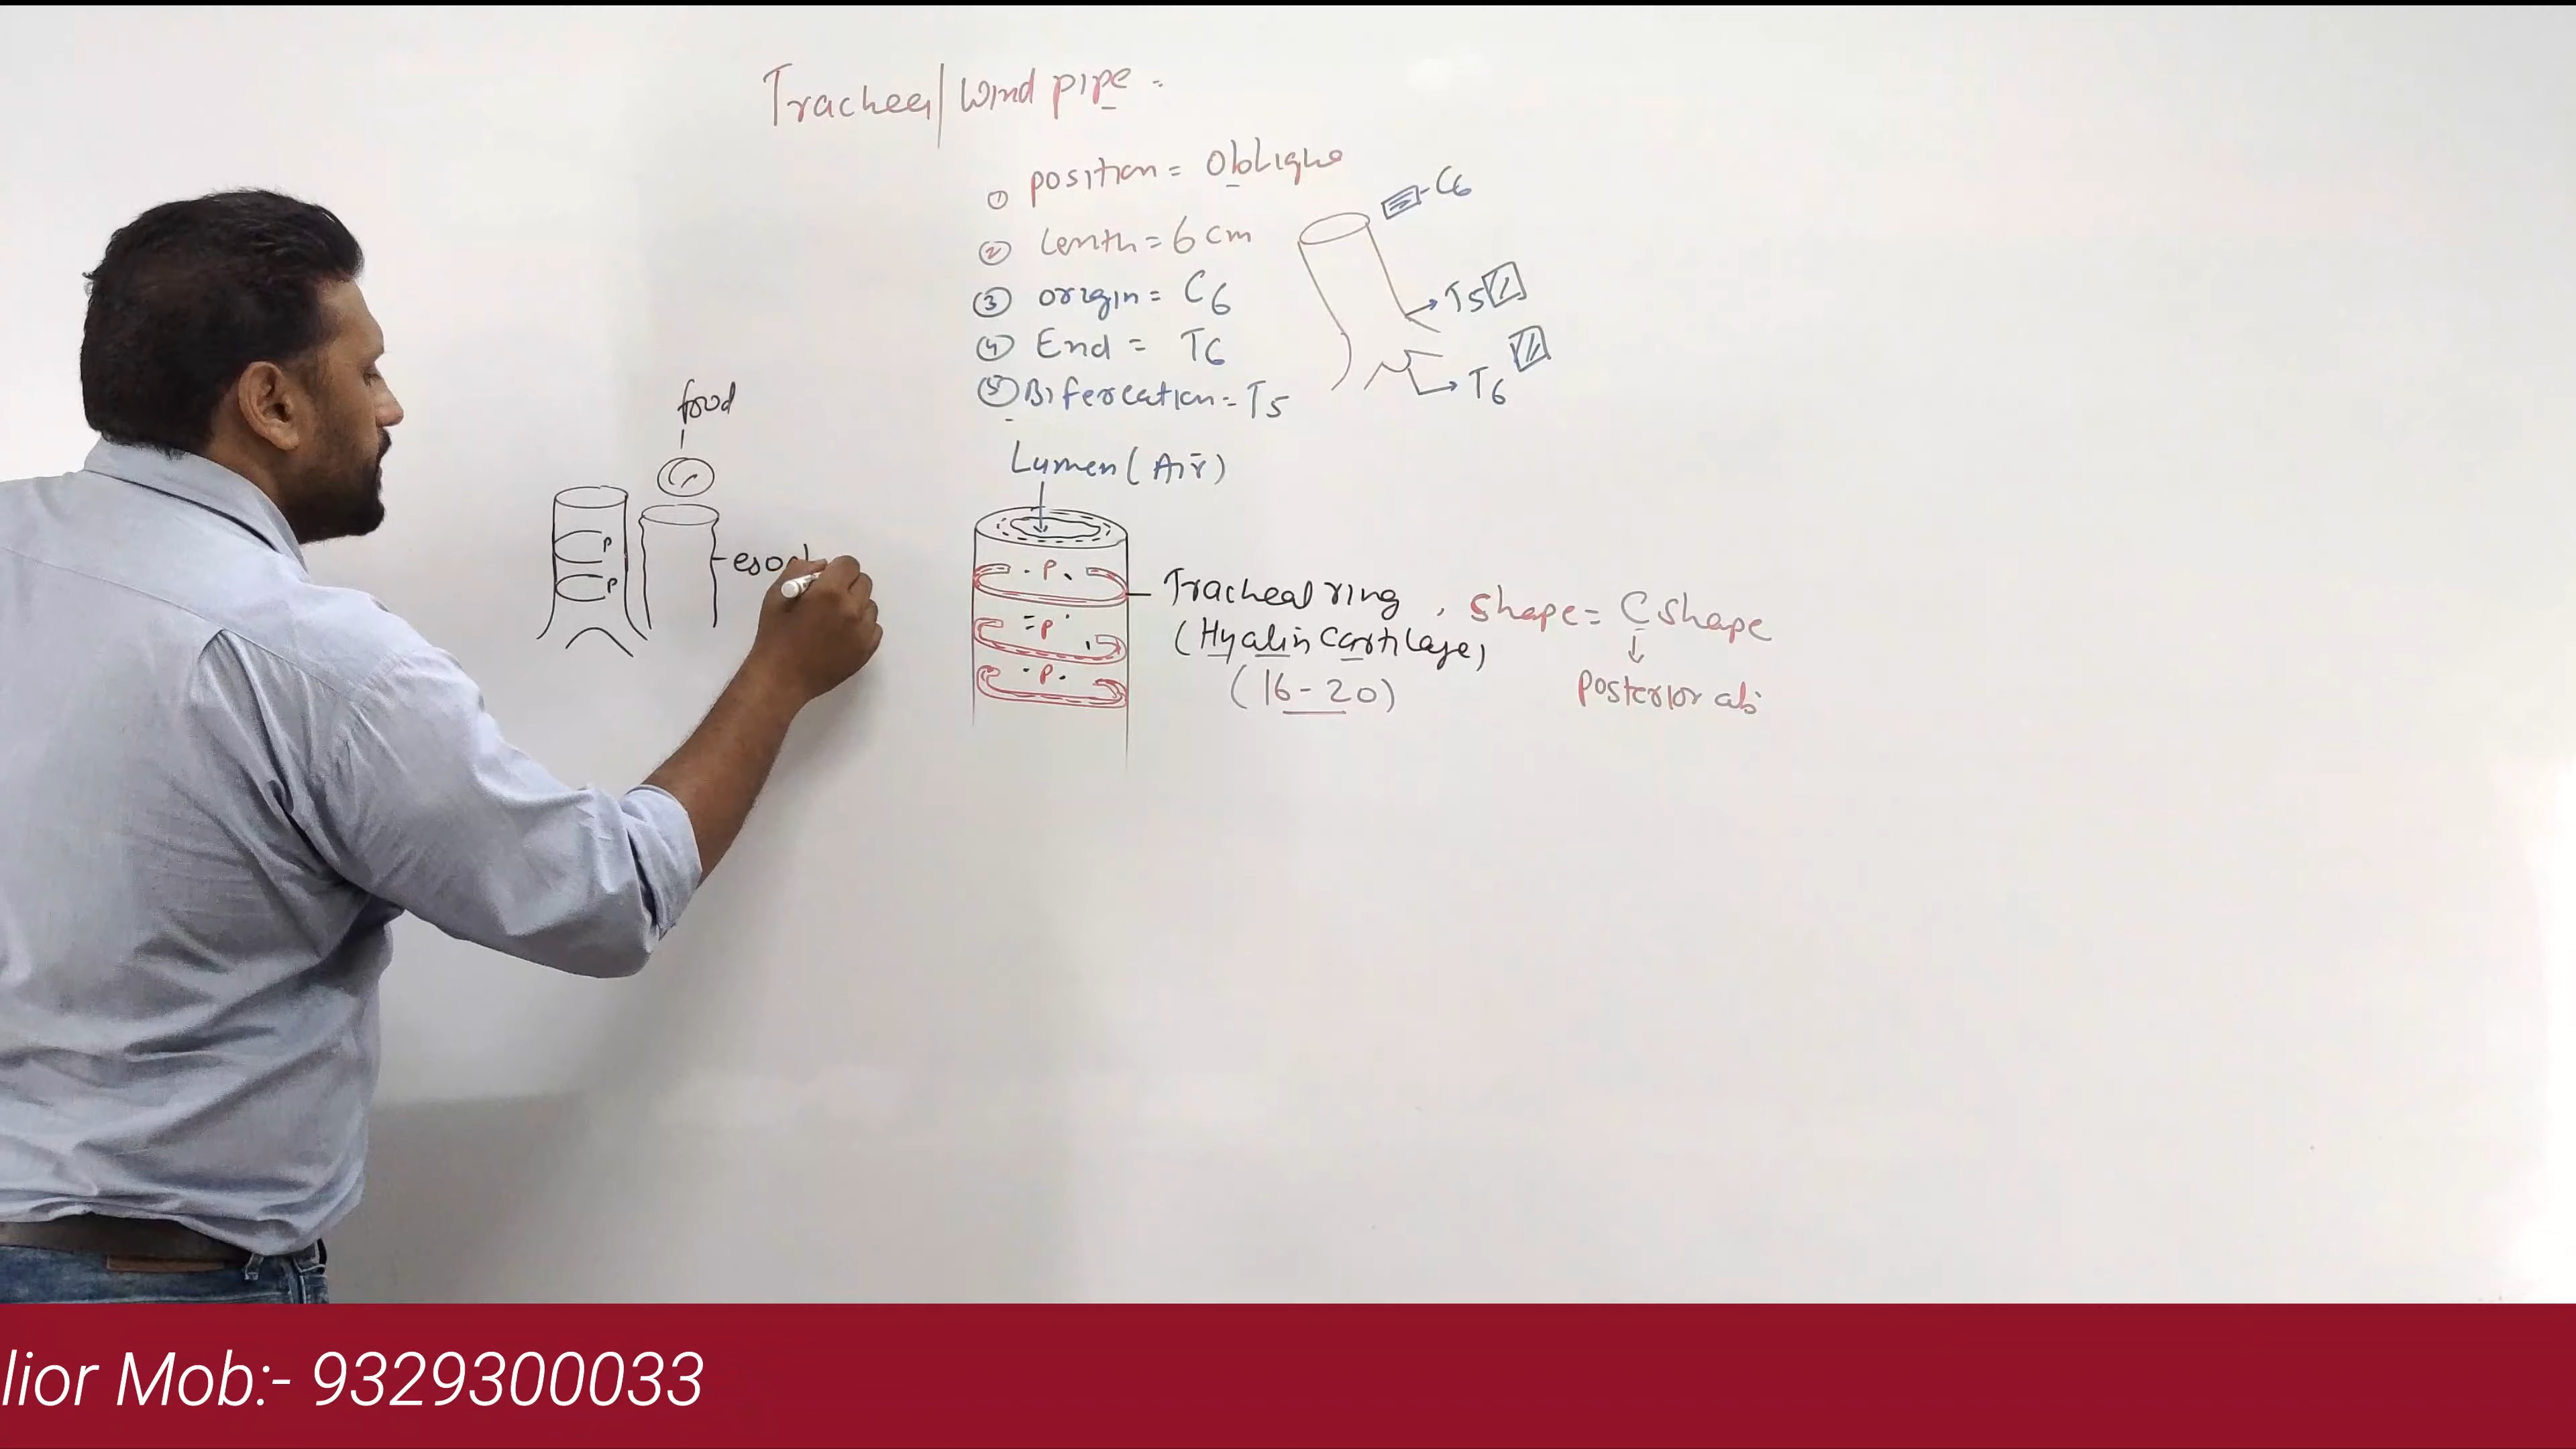 Trachea/Wind pipe =
① position = Oblique
② Lenth = 6 cm
③ origin = C6
④ End = T6
⑤ Bifercation = T5
C6
T5
T6
food
Lumen (Air)
P
P
P
P
P
Tracheal ring , shape = C shape
(Hyalin Cartilage)
(16-20)
posterior ab
lior Mob:- 9329300033